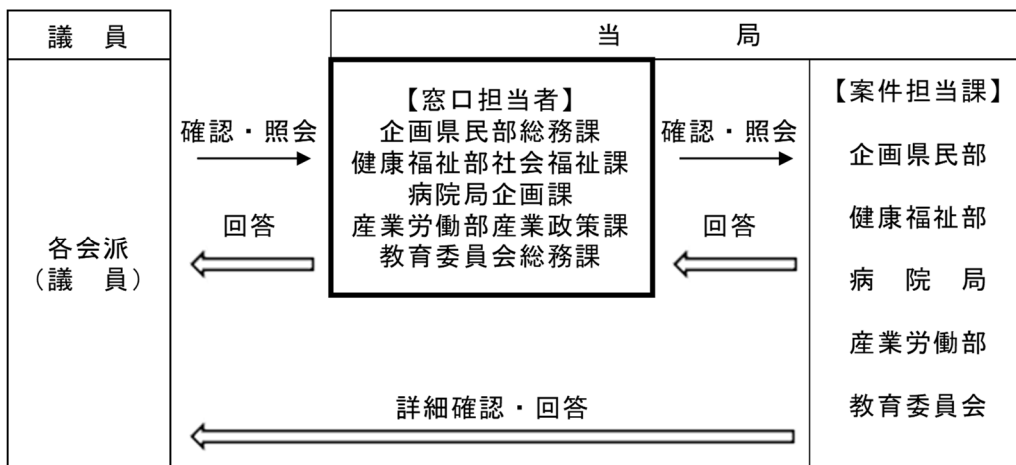 議　員
当　　　　局
各会派
（議　員）
確認・照会
回答
【窓口担当者】
企画県民部総務課
健康福祉部社会福祉課
病院局企画課
産業労働部産業政策課
教育委員会総務課
確認・照会
回答
【案件担当課】
企画県民部
健康福祉部
病　院　局
産業労働部
教育委員会
詳細確認・回答